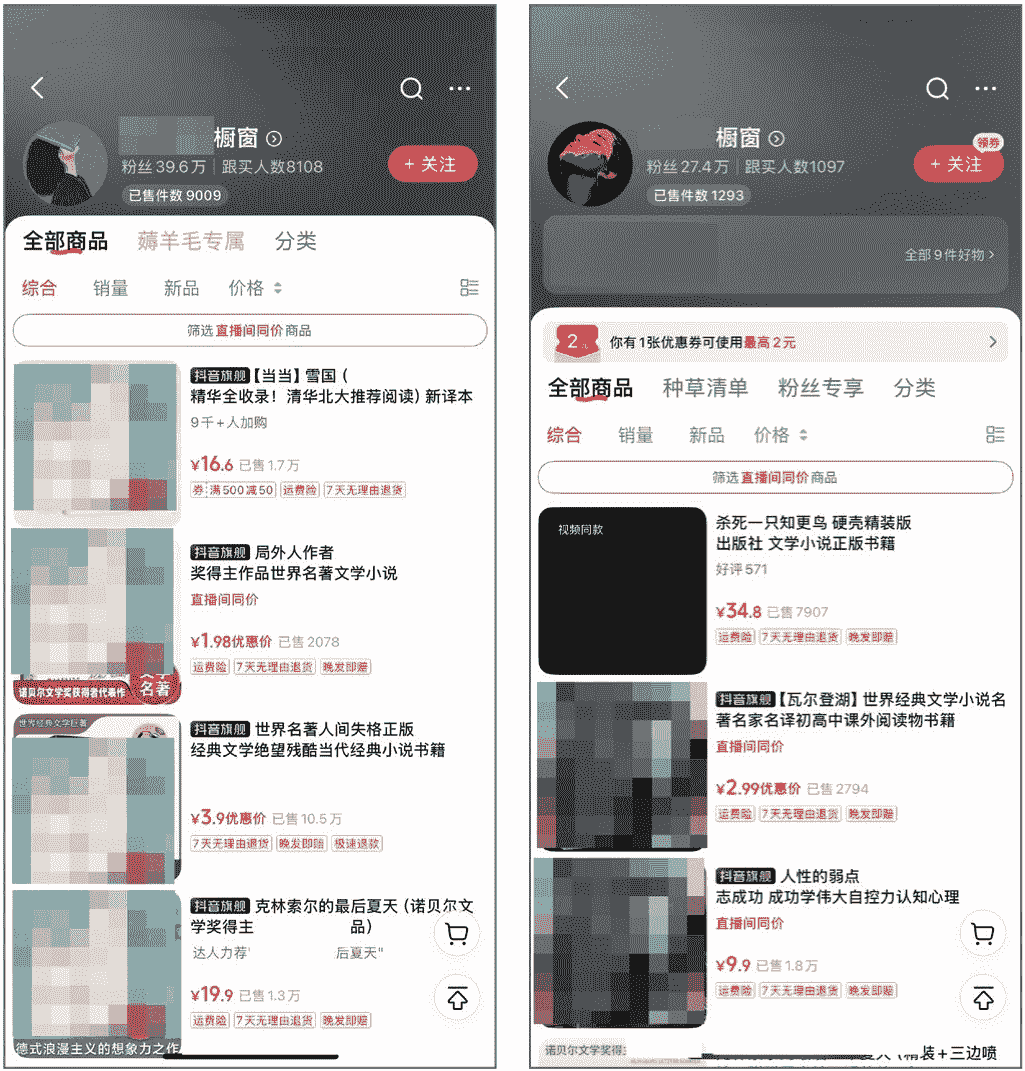 橱窗
粉丝39.6万 | 跟买人数8108
+ 关注
已售件数 9009
全部商品 薅羊毛专属 分类
综合 销量 新品 价格
筛选直播间同价商品
抖音旗舰【当当】雪国（
精华全收录！清华北大推荐阅读）新译本
9千+人加购
¥16.6 已售1.7万
券 满500减50 运费险 7天无理由退货
抖音旗舰 局外人作者
奖得主作品世界名著文学小说
直播间同价
¥1.98优惠价 已售2078
运费险 7天无理由退货 晚发即赔
诺贝尔文学奖获得者代表作
名著
世界经典文学巨著
抖音旗舰 世界名著人间失格正版
经典文学绝望残酷当代经典小说书籍
¥3.9优惠价 已售10.5万
7天无理由退货 晚发即赔 极速退款
抖音旗舰 克林索尔的最后夏天（诺贝尔文
学奖得主 品）
达人力荐" 后夏天"
¥19.9 已售1.3万
运费险 7天无理由退货 晚发即赔
德式浪漫主义的想象力之作
橱窗
领券
粉丝27.4万 | 跟买人数1097
+ 关注
已售件数 1293
全部9件好物 >
2元 你有1张优惠券可使用最高2元
全部商品 种草清单 粉丝专享 分类
综合 销量 新品 价格
筛选直播间同价商品
视频同款
杀死一只知更鸟 硬壳精装版
出版社 文学小说正版书籍
好评571
¥34.8 已售7907
运费险 7天无理由退货 晚发即赔
抖音旗舰【瓦尔登湖】世界经典文学小说名
著名家名译初高中课外阅读物书籍
直播间同价
¥2.99优惠价 已售2794
运费险 7天无理由退货 晚发即赔
抖音旗舰 人性的弱点
志成功 成功学伟大自控力认知心理
直播间同价
¥9.9 已售1.8万
运费险 7天无理由退货 晚发即赔
诺贝尔文学奖得主
（精装+三边喷